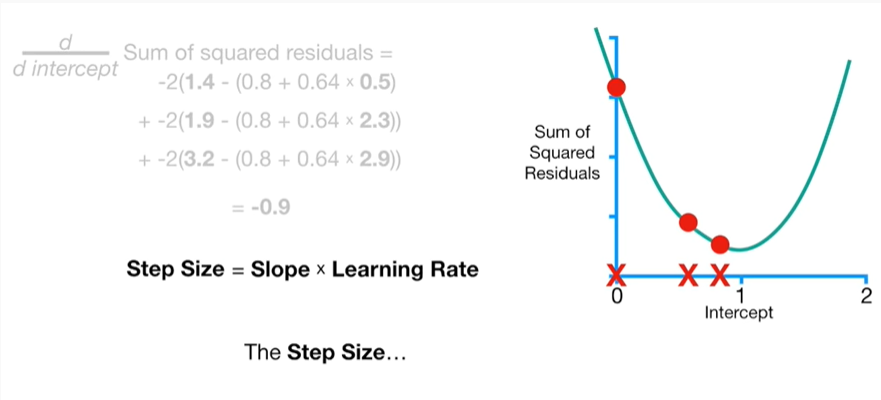 d
d intercept
Sum of squared residuals =
-2(1.4 - (0.8 + 0.64 × 0.5)
+ -2(1.9 - (0.8 + 0.64 × 2.3))
+ -2(3.2 - (0.8 + 0.64 × 2.9))
= -0.9
Step Size = Slope × Learning Rate
The Step Size...
Sum of
Squared
Residuals
X X X
0 1 2
Intercept